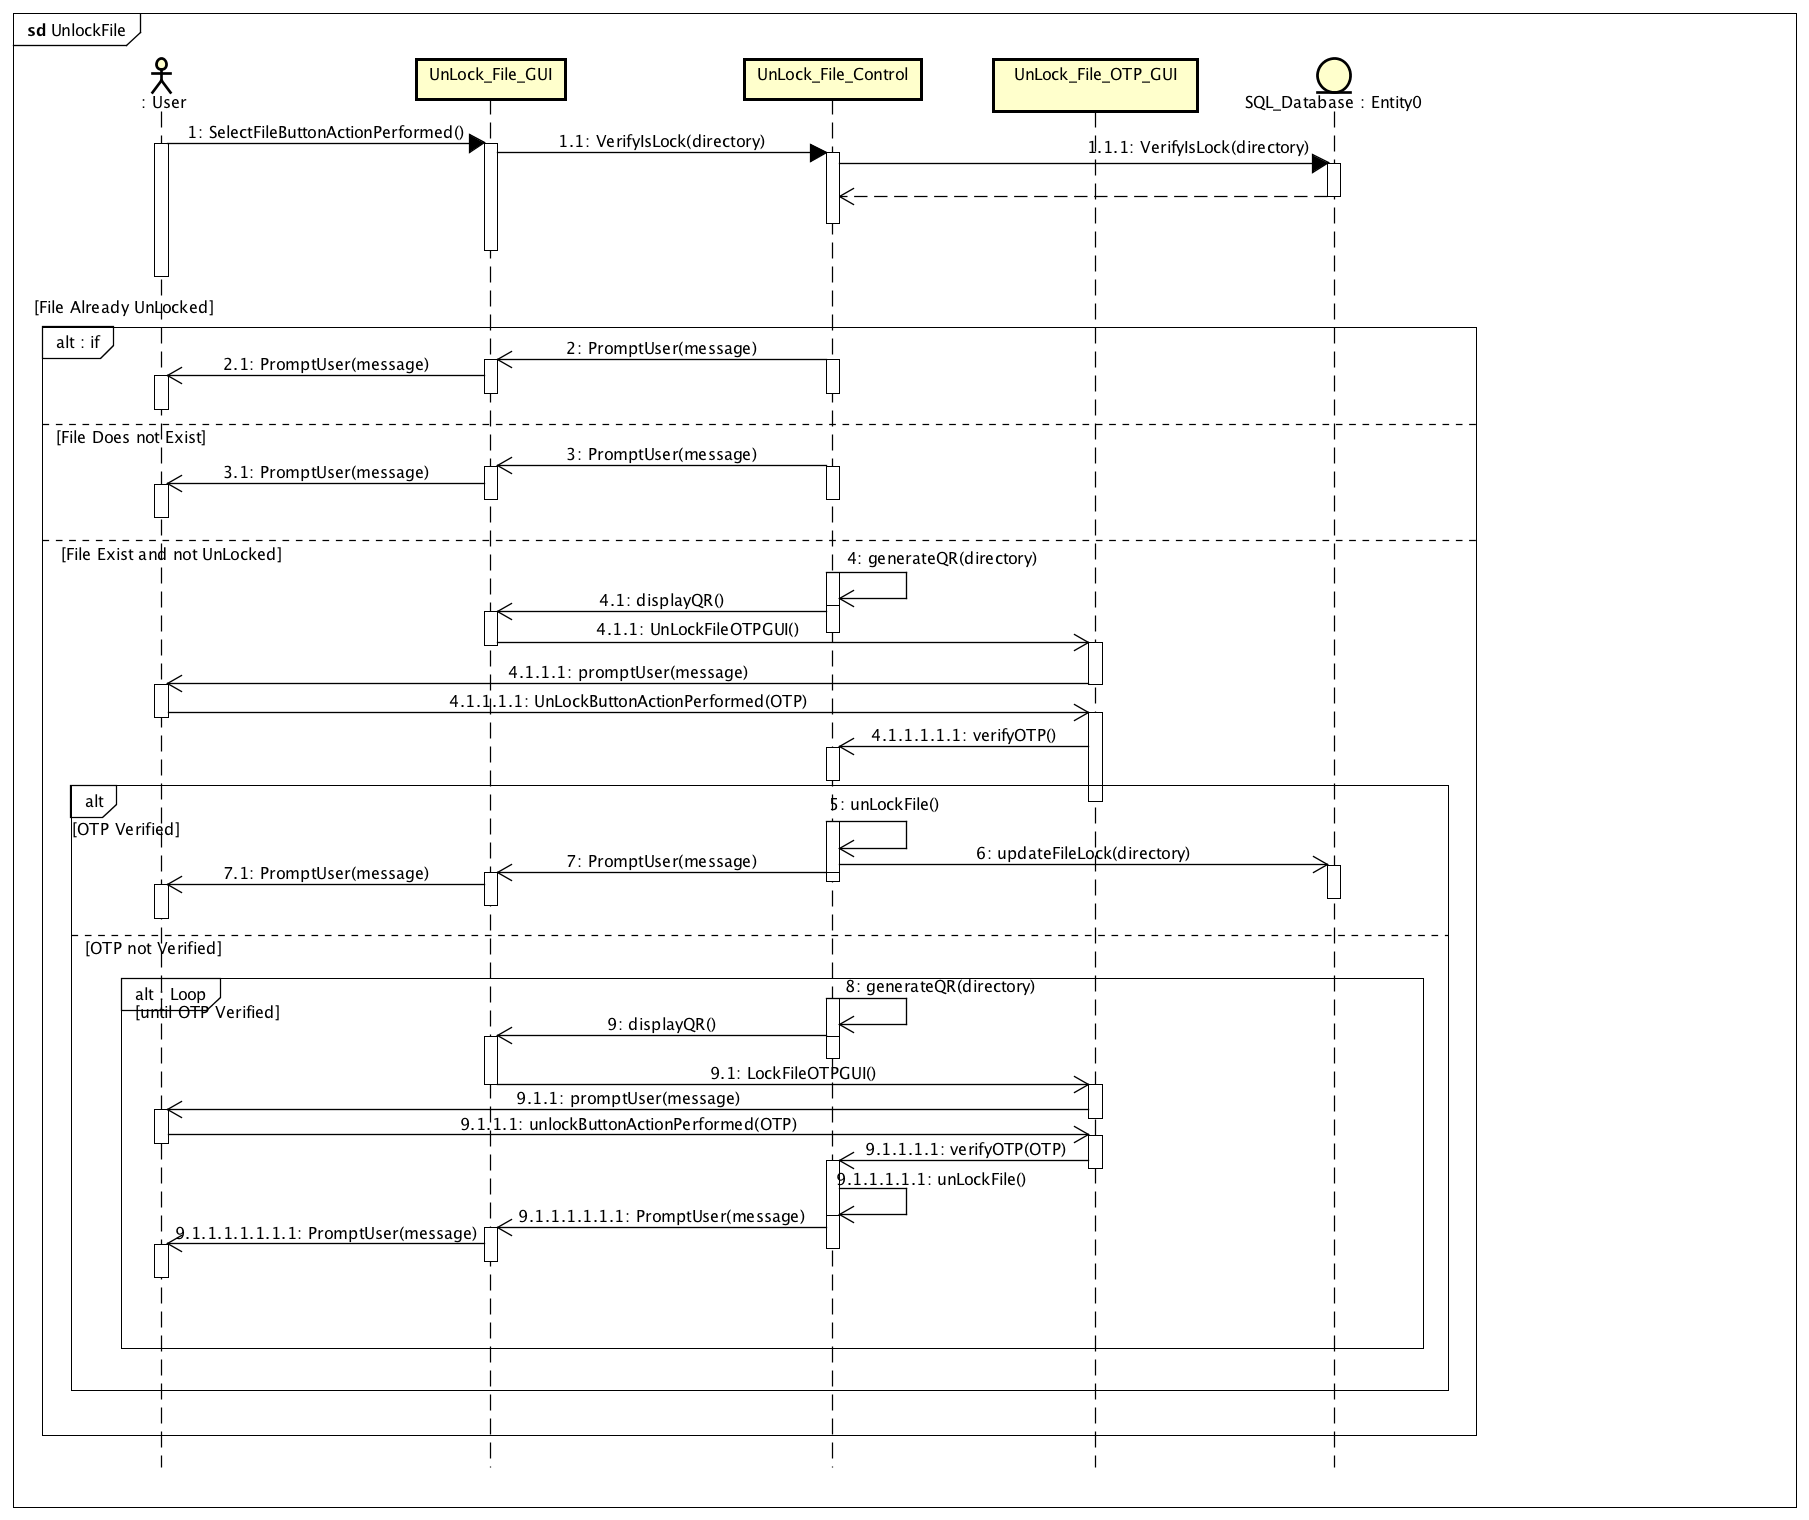 sd UnlockFile
: User
UnLock_File_GUI
UnLock_File_Control
UnLock_File_OTP_GUI
SQL_Database : Entity0
1: SelectFileButtonActionPerformed()
1.1: VerifyIsLock(directory)
1.1.1: VerifyIsLock(directory)
[File Already UnLocked]
alt : if
2: PromptUser(message)
2.1: PromptUser(message)
[File Does not Exist]
3: PromptUser(message)
3.1: PromptUser(message)
[File Exist and not UnLocked]
4: generateQR(directory)
4.1: displayQR()
4.1.1: UnLockFileOTPGUI()
4.1.1.1: promptUser(message)
4.1.1.1.1: UnLockButtonActionPerformed(OTP)
4.1.1.1.1.1: verifyOTP()
alt
5: unLockFile()
[OTP Verified]
6: updateFileLock(directory)
7: PromptUser(message)
7.1: PromptUser(message)
[OTP not Verified]
alt : Loop
8: generateQR(directory)
[until OTP Verified]
9: displayQR()
9.1: LockFileOTPGUI()
9.1.1: promptUser(message)
9.1.1.1: unlockButtonActionPerformed(OTP)
9.1.1.1.1: verifyOTP(OTP)
9.1.1.1.1.1: unLockFile()
9.1.1.1.1.1.1: PromptUser(message)
9.1.1.1.1.1.1.1: PromptUser(message)